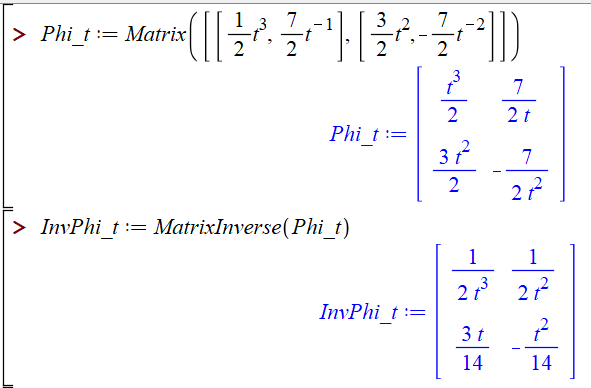 > Phi_t := Matrix([[1/2 t^3, 7/2 t^-1], [3/2 t^2, -7/2 t^-2]])
Phi_t := [ t^3/2  7/(2 t) ]
[ 3 t^2/2  -7/(2 t^2) ]
> InvPhi_t := MatrixInverse(Phi_t)
InvPhi_t := [ 1/(2 t^3)  1/(2 t^2) ]
[ 3 t/14  -t^2/14 ]